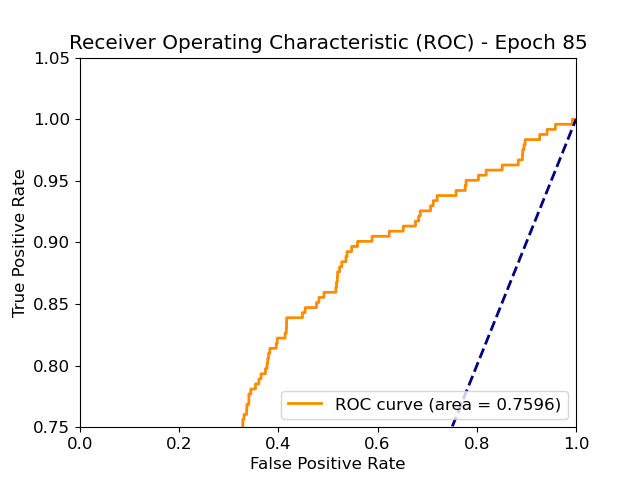 Receiver Operating Characteristic (ROC) - Epoch 85
True Positive Rate
1.05
1.00
0.95
0.90
0.85
0.80
0.75
ROC curve (area = 0.7596)
0.0 0.2 0.4 0.6 0.8 1.0
False Positive Rate